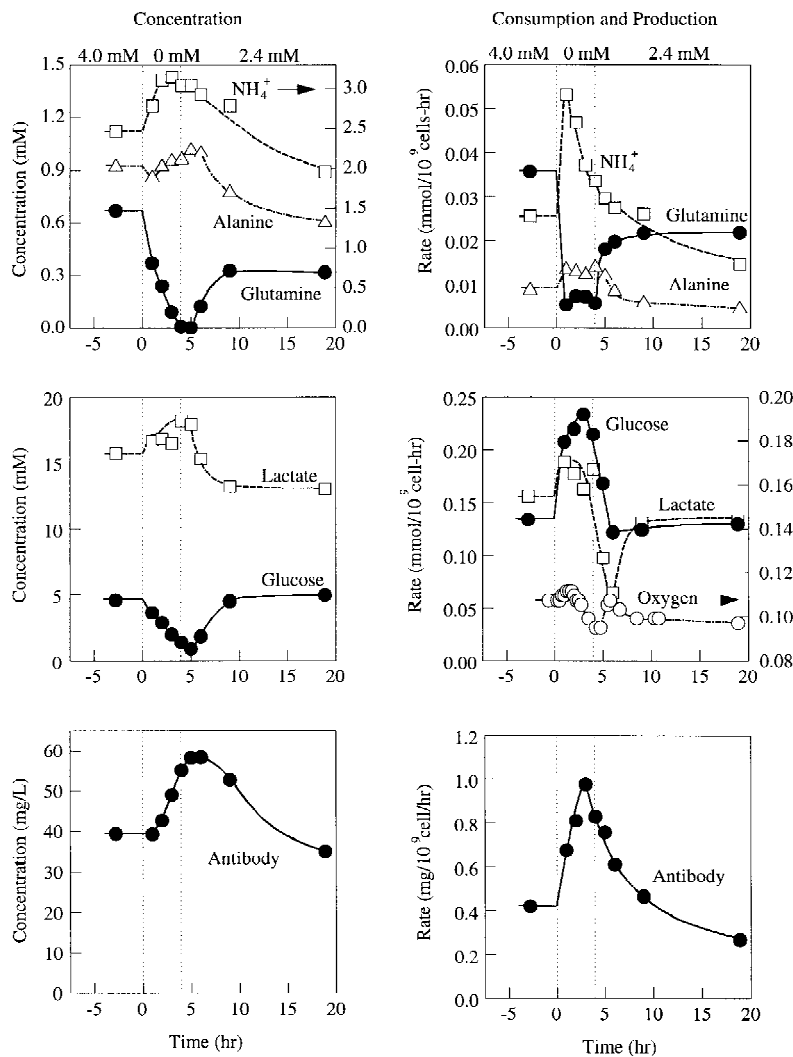 Concentration
Consumption and Production
4.0 mM 0 mM 2.4 mM
4.0 mM 0 mM 2.4 mM
1.5
1.2
0.9
0.6
0.3
0.0
3.0
2.5
2.0
1.5
1.0
0.7
0.0
Concentration (mM)
NH4+
Alanine
Glutamine
-5 0 5 10 15 20
0.06
0.05
0.04
0.03
0.02
0.01
0.00
Rate (mmol/10^9 cells-hr)
NH4+
Glutamine
Alanine
-5 0 5 10 15 20
20
15
10
5
0
Concentration (mM)
Lactate
Glucose
-5 0 5 10 15 20
0.25
0.20
0.15
0.10
0.05
0.00
0.20
0.18
0.16
0.14
0.12
0.10
0.08
Rate (mmol/10^9 cell-hr)
Glucose
Lactate
Oxygen
-5 0 5 10 15 20
60
50
40
30
20
10
0
Concentration (mg/L)
Antibody
-5 0 5 10 15 20
Time (hr)
1.2
1.0
0.8
0.6
0.4
0.2
0.0
Rate (mg/10^9 cell/hr)
Antibody
-5 0 5 10 15 20
Time (hr)